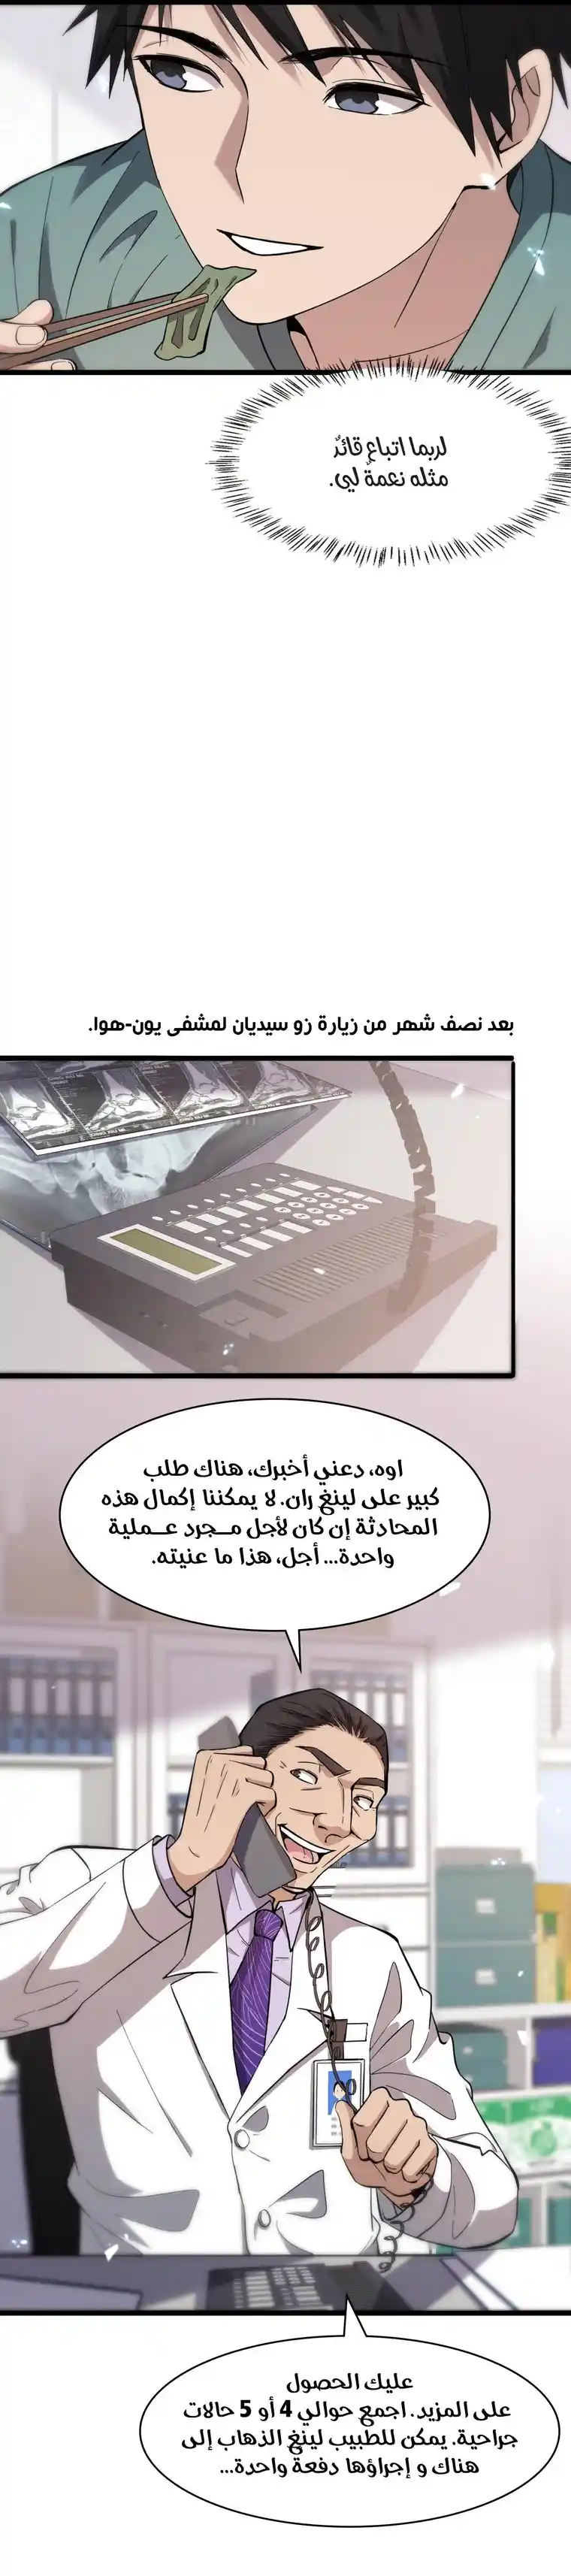 لربما اتباع قائدٌ
مثله نعمةٌ لي.
بعد نصف شهر من زيارة زو سيديان لمشفى يون-هوا.
اوه، دعني أخبرك، هناك طلب
كبير على لينغ ران. لا يمكننا إكمال هذه
المحادثة إن كان لأجل مـجرد عـملية
واحدة... أجل، هذا ما عنيته.
عليك الحصول
على المزيد. اجمع حوالي 4 أو 5 حالات
جراحية. يمكن للطبيب لينغ الذهاب إلى
هناك و إجراؤها دفعة واحدة...